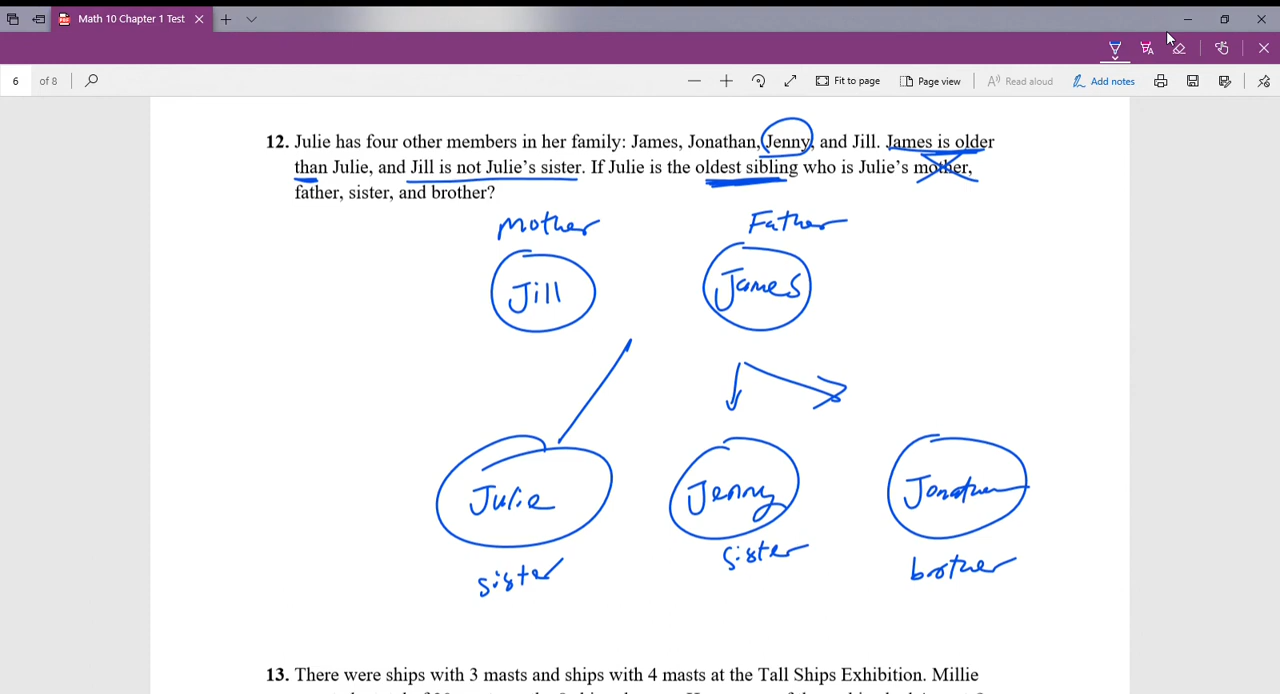 Math 10 Chapter 1 Test
6 of 8
Fit to page
Page view
Read aloud
Add notes
12. Julie has four other members in her family: James, Jonathan, Jenny, and Jill. James is older
than Julie, and Jill is not Julie's sister. If Julie is the oldest sibling who is Julie's mother,
father, sister, and brother?
Mother Father
Jill James
Julie Jenny Jonathan
sister sister brother
13. There were ships with 3 masts and ships with 4 masts at the Tall Ships Exhibition. Millie